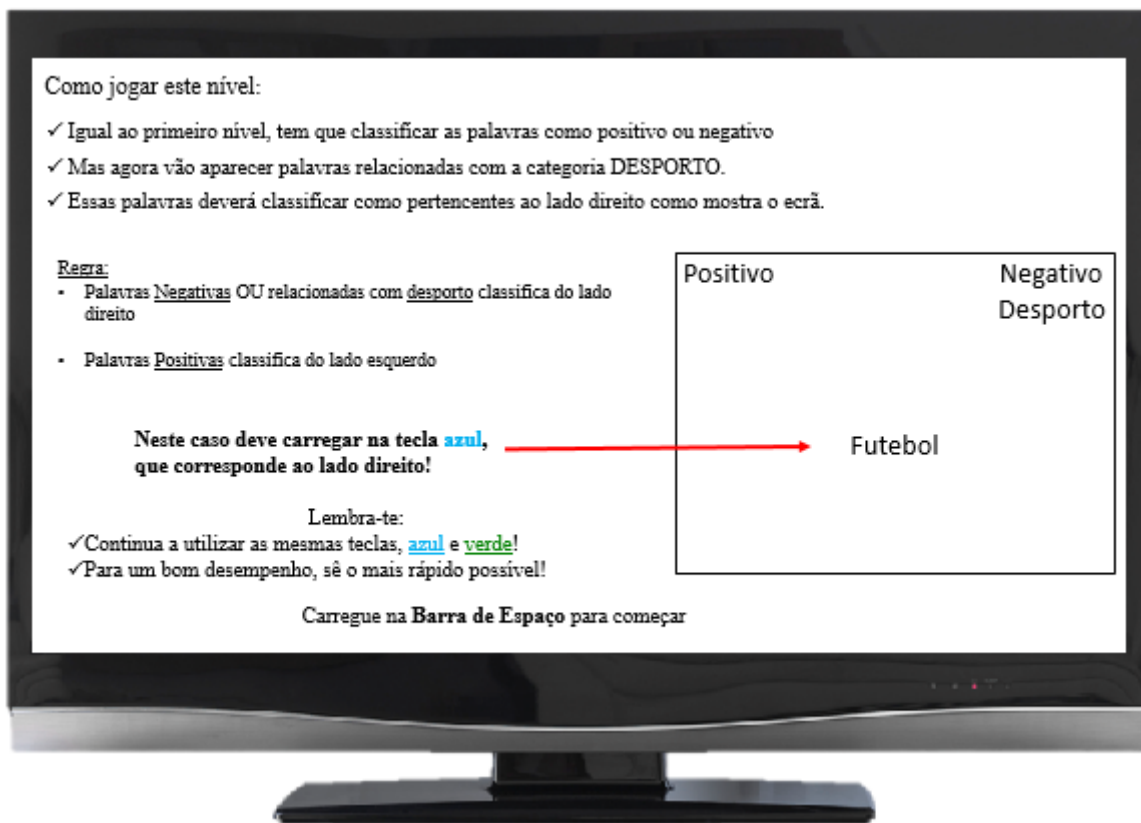 Como jogar este nível:
✓ Igual ao primeiro nível, tem que classificar as palavras como positivo ou negativo
✓ Mas agora vão aparecer palavras relacionadas com a categoria DESPORTO.
✓ Essas palavras deverá classificar como pertencentes ao lado direito como mostra o ecrã.
Regra:
- Palavras Negativas OU relacionadas com desporto classifica do lado
direito
- Palavras Positivas classifica do lado esquerdo
Positivo
Negativo
Desporto
Neste caso deve carregar na tecla azul,
que corresponde ao lado direito!
Futebol
Lembra-te:
✓Continua a utilizar as mesmas teclas, azul e verde!
✓Para um bom desempenho, sê o mais rápido possível!
Carregue na Barra de Espaço para começar